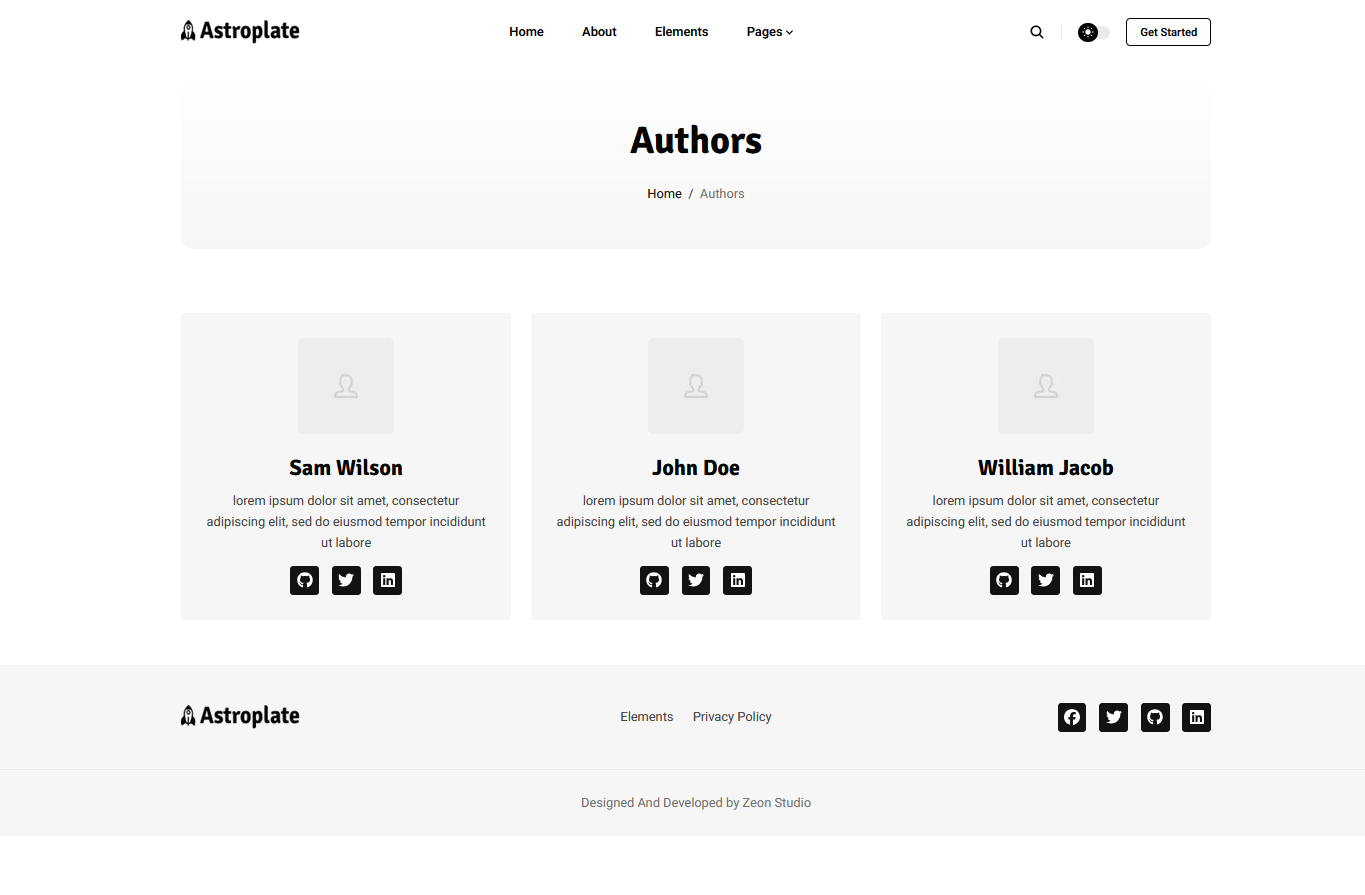 Astroplate
Home About Elements Pages
Get Started
Authors
Home / Authors
Sam Wilson
lorem ipsum dolor sit amet, consectetur
adipiscing elit, sed do eiusmod tempor incididunt
ut labore
John Doe
lorem ipsum dolor sit amet, consectetur
adipiscing elit, sed do eiusmod tempor incididunt
ut labore
William Jacob
lorem ipsum dolor sit amet, consectetur
adipiscing elit, sed do eiusmod tempor incididunt
ut labore
Astroplate
Elements Privacy Policy
Designed And Developed by Zeon Studio